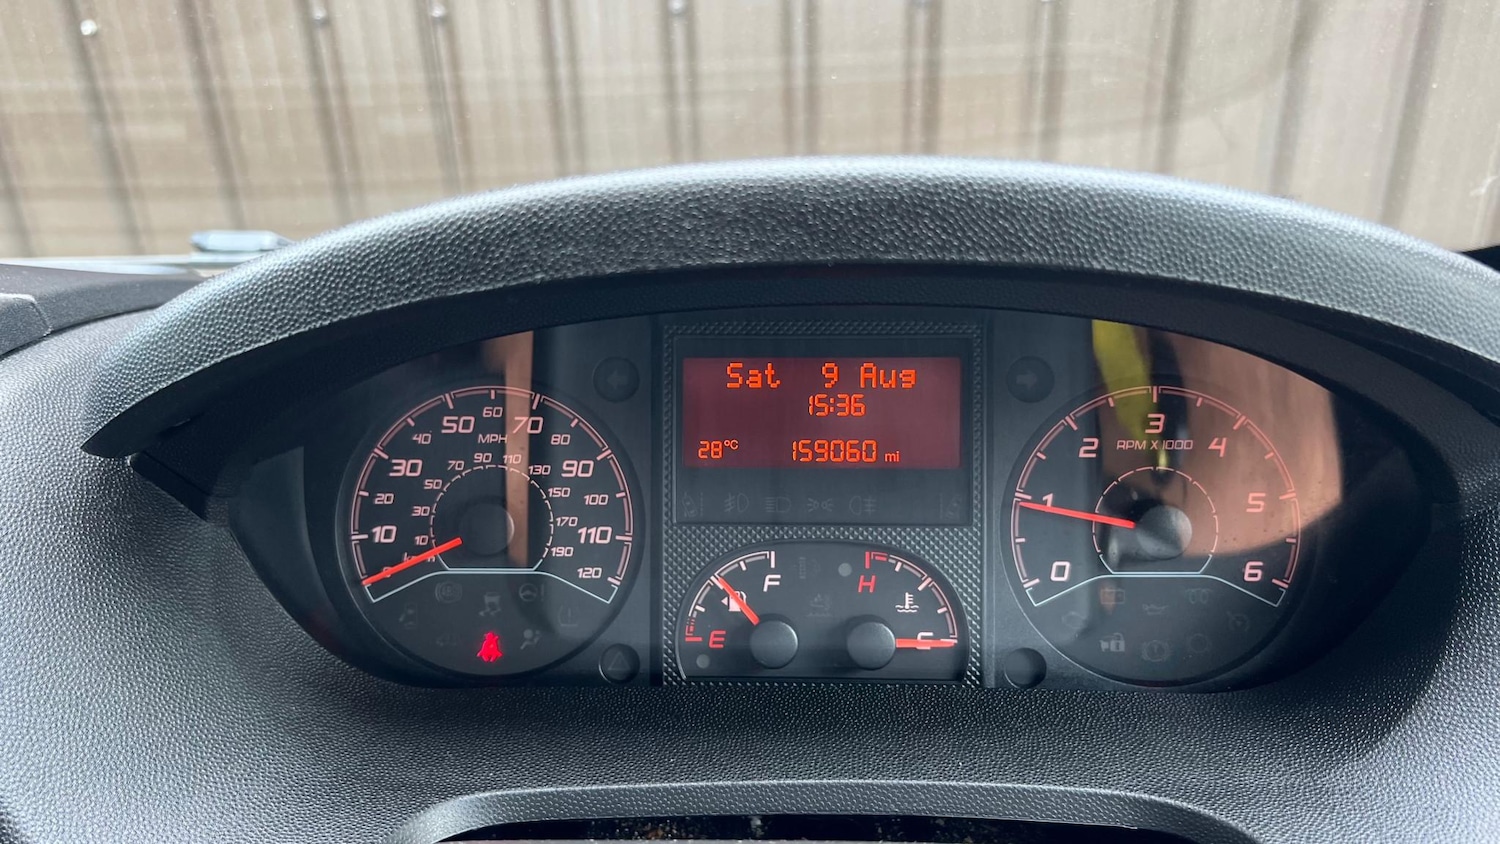 Sat 9 Aug
15:36
28°C 159060 mi
10 20 30 40 50 60 70 80 90 100 110 120
MPH
10 30 50 70 90 110 130 150 170 190
km/h
E F
H C
0 1 2 3 4 5 6
RPM X 1000